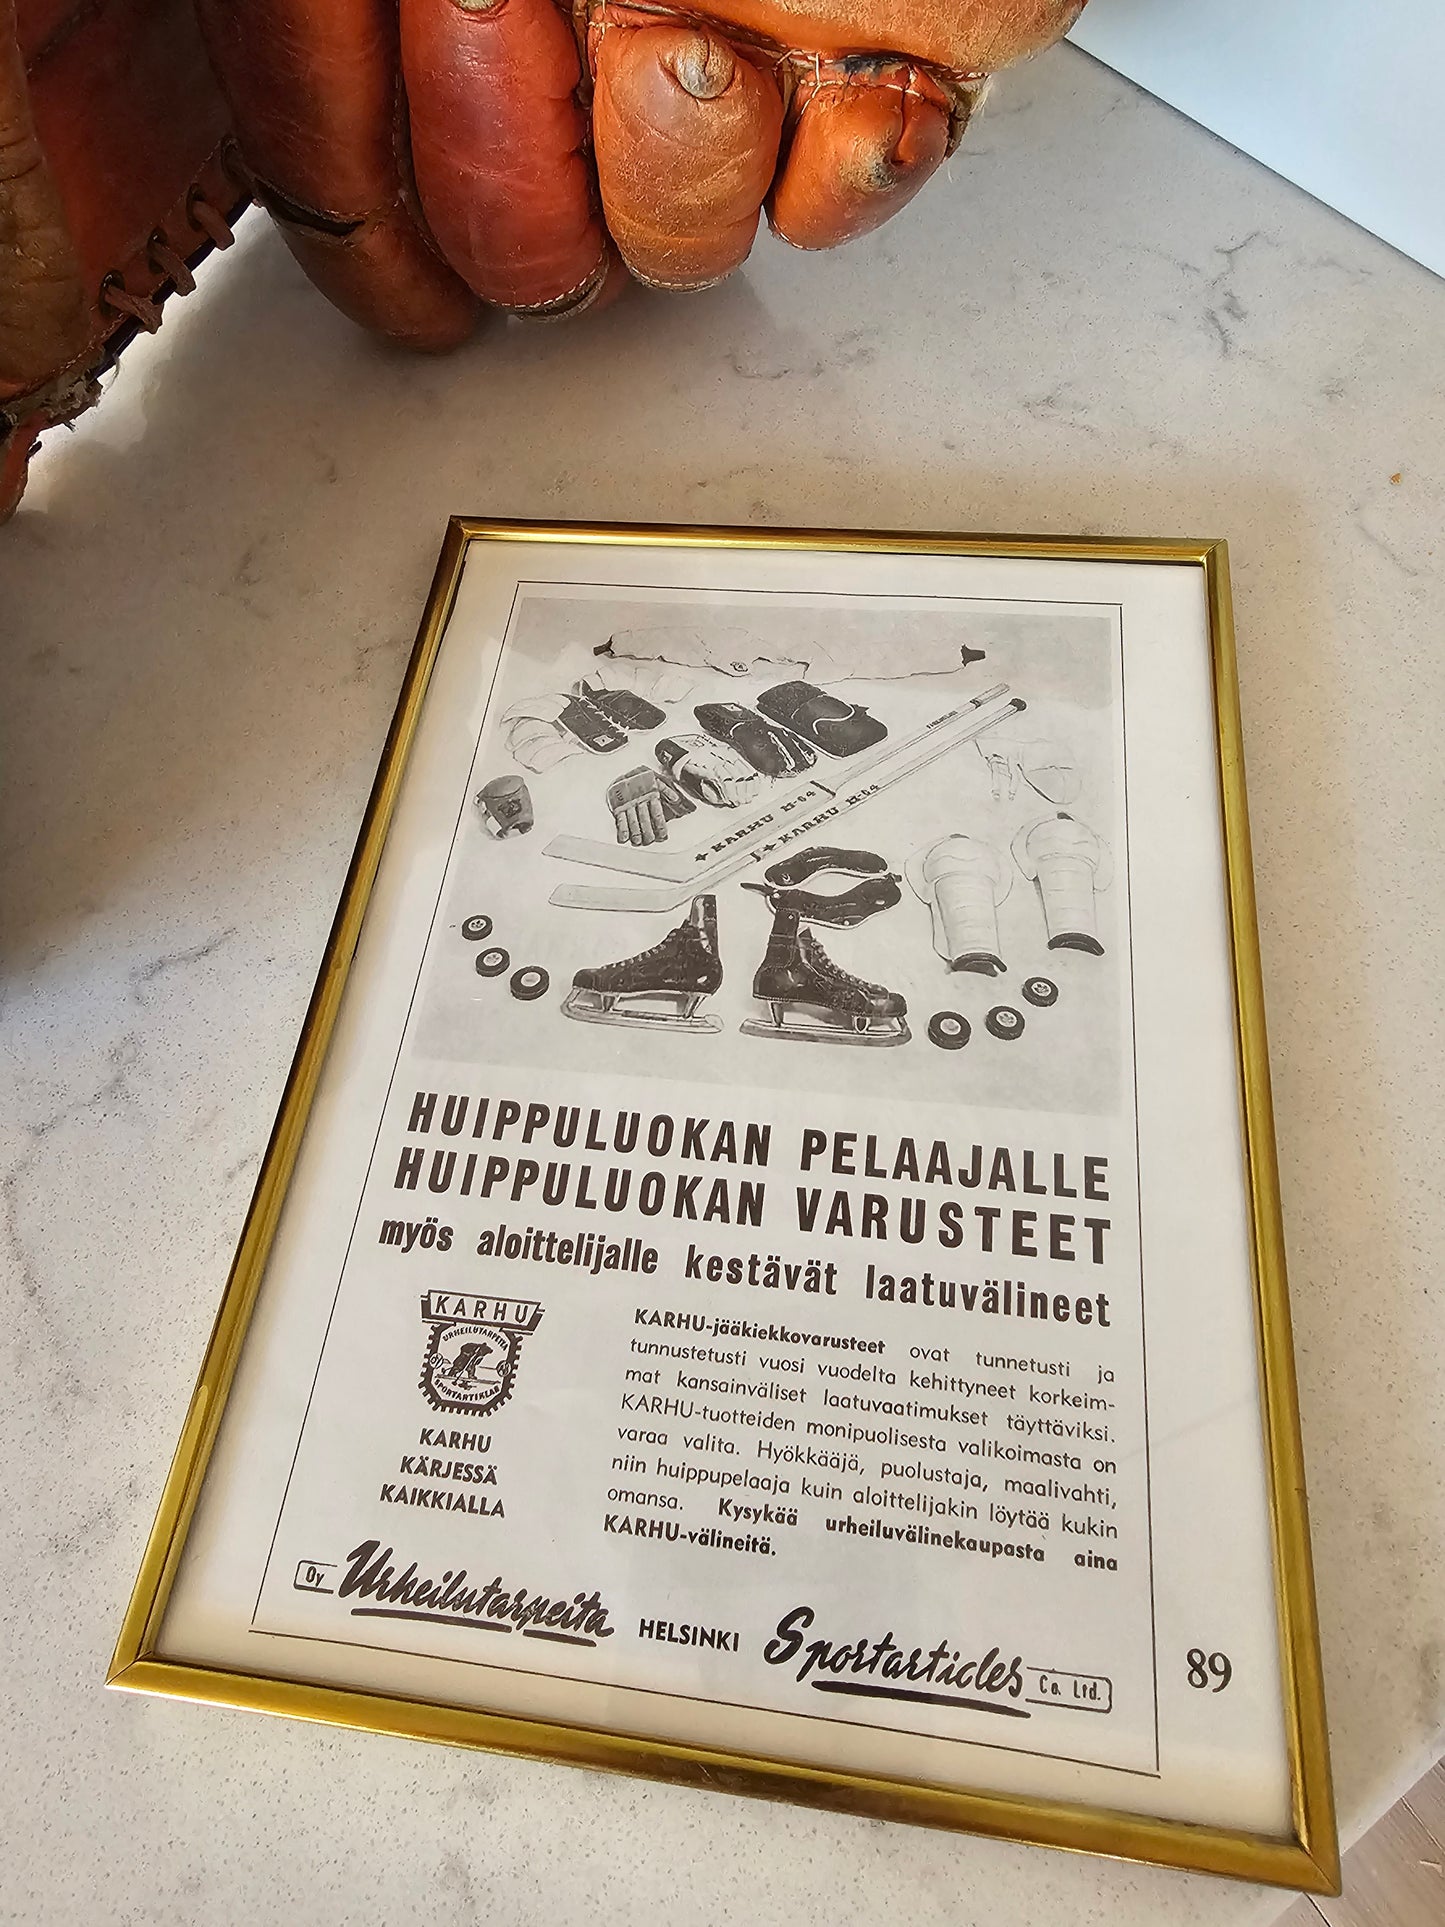 KARHU M-64
KARHU M-64
HUIPPULUOKAN PELAAJALLE
HUIPPULUOKAN VARUSTEET
myös aloittelijalle kestävät laatuvälineet
KARHU
URHEILUTARPEITA
OY AB
SPORTARTIKLAR
KARHU
KÄRJESSÄ
KAIKKIALLA
KARHU-jääkiekkovarusteet ovat tunnetusti ja
tunnustetusti vuosi vuodelta kehittyneet korkeim-
mat kansainväliset laatuvaatimukset täyttäviksi.
KARHU-tuotteiden monipuolisesta valikoimasta on
varaa valita. Hyökkääjä, puolustaja, maalivahti,
niin huippupelaaja kuin aloittelijakin löytää kukin
omansa. Kysykää urheiluvälinekaupasta aina
KARHU-välineitä.
Oy Urheilutarpeita HELSINKI Sportarticles Co. Ltd.
89